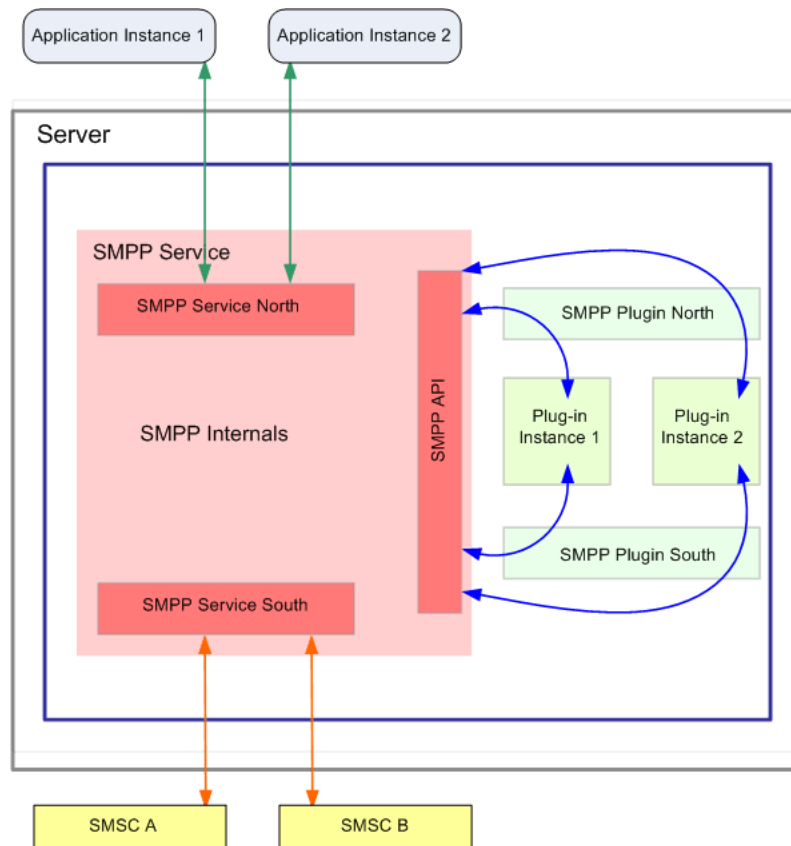 Application Instance 1
Application Instance 2
Server
SMPP Service
SMPP Service North
SMPP Plugin North
SMPP API
SMPP Internals
Plug-in
Instance 1
Plug-in
Instance 2
SMPP Plugin South
SMPP Service South
SMSC A
SMSC B